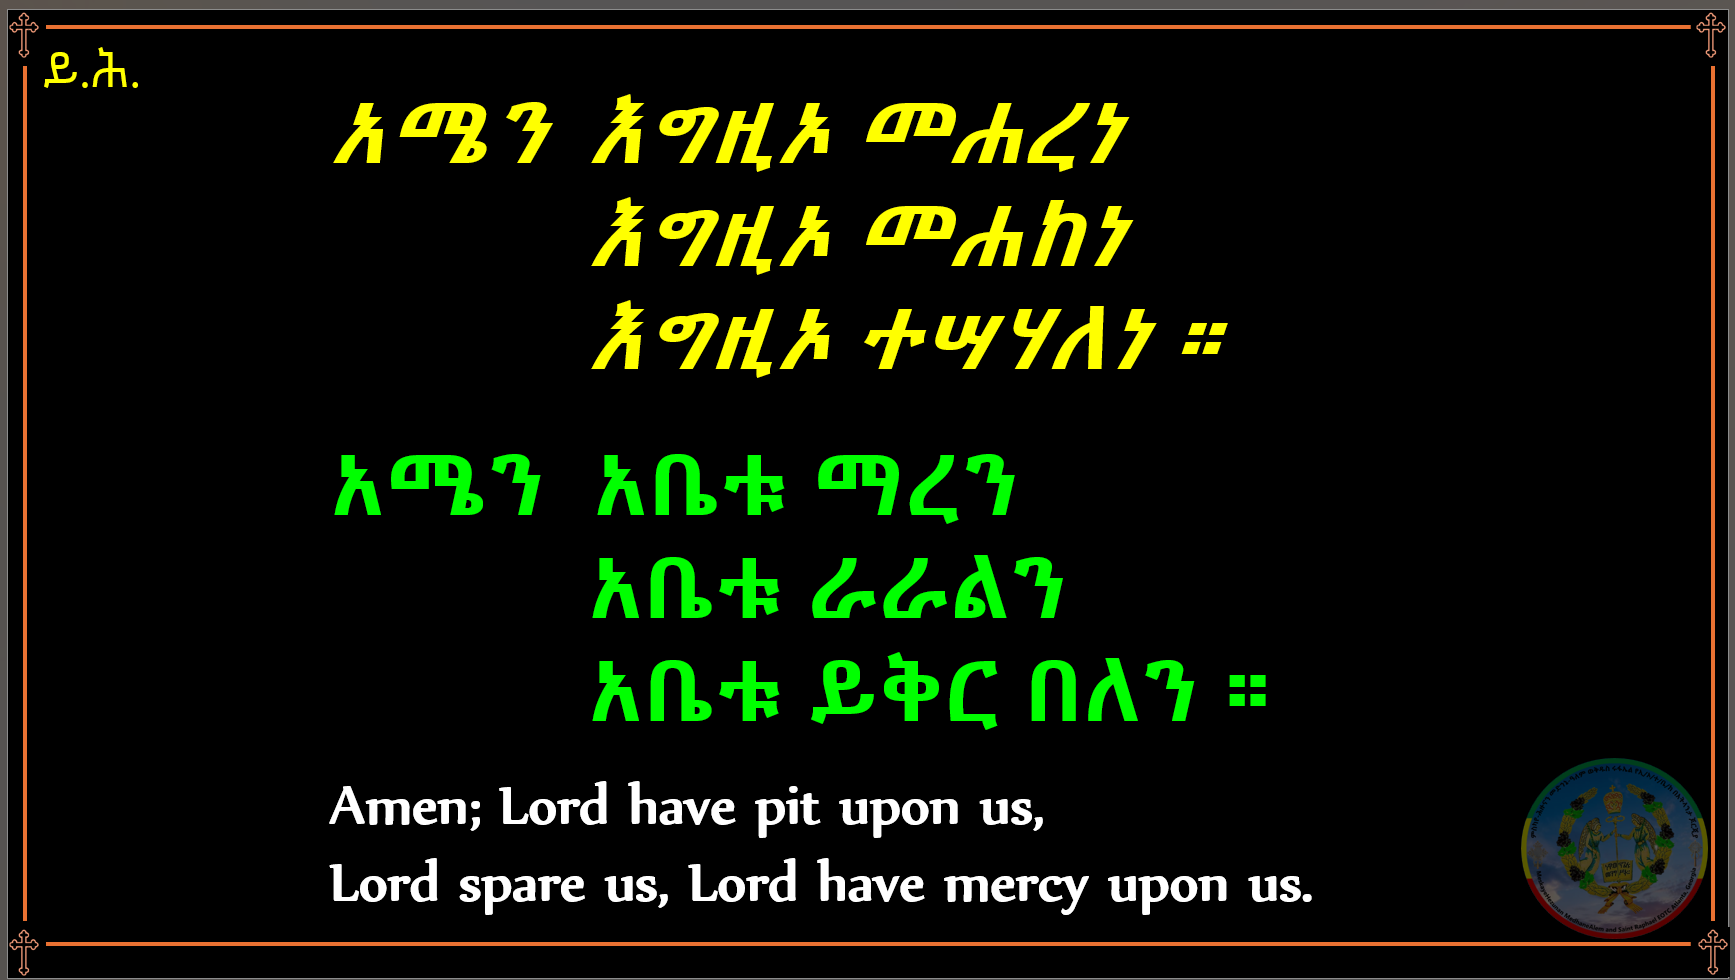 ይ.ሕ.
አሜን እግዚኦ መሐረነ
እግዚኦ መሐከነ
እግዚኦ ተሣሃለነ ፡፡
አሜን አቤቱ ማረን
አቤቱ ራራልን
አቤቱ ይቅር በለን ፡፡
Amen; Lord have pit upon us,
Lord spare us, Lord have mercy upon us.